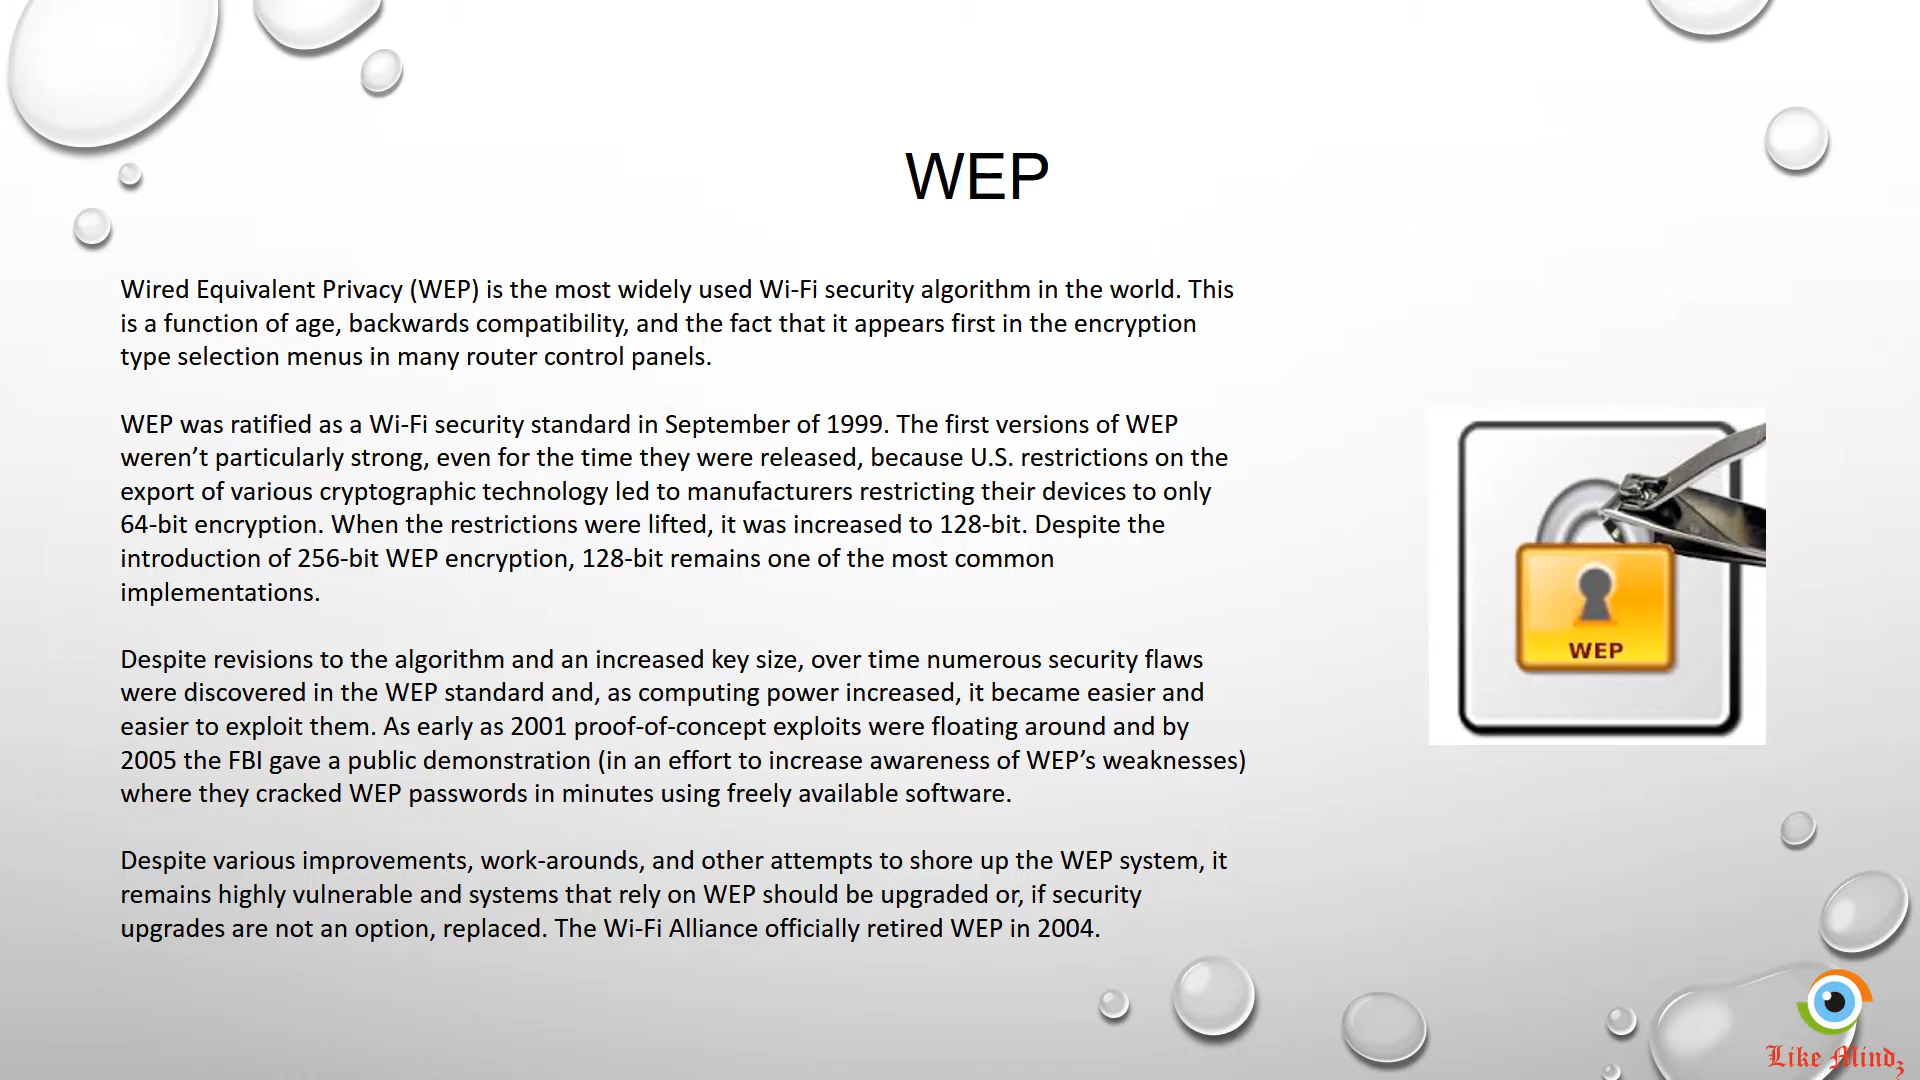 WEP
Wired Equivalent Privacy (WEP) is the most widely used Wi-Fi security algorithm in the world. This
is a function of age, backwards compatibility, and the fact that it appears first in the encryption
type selection menus in many router control panels.
WEP was ratified as a Wi-Fi security standard in September of 1999. The first versions of WEP
weren’t particularly strong, even for the time they were released, because U.S. restrictions on the
export of various cryptographic technology led to manufacturers restricting their devices to only
64-bit encryption. When the restrictions were lifted, it was increased to 128-bit. Despite the
introduction of 256-bit WEP encryption, 128-bit remains one of the most common
implementations.
Despite revisions to the algorithm and an increased key size, over time numerous security flaws
were discovered in the WEP standard and, as computing power increased, it became easier and
easier to exploit them. As early as 2001 proof-of-concept exploits were floating around and by
2005 the FBI gave a public demonstration (in an effort to increase awareness of WEP’s weaknesses)
where they cracked WEP passwords in minutes using freely available software.
Despite various improvements, work-arounds, and other attempts to shore up the WEP system, it
remains highly vulnerable and systems that rely on WEP should be upgraded or, if security
upgrades are not an option, replaced. The Wi-Fi Alliance officially retired WEP in 2004.
WEP
Like Mindz